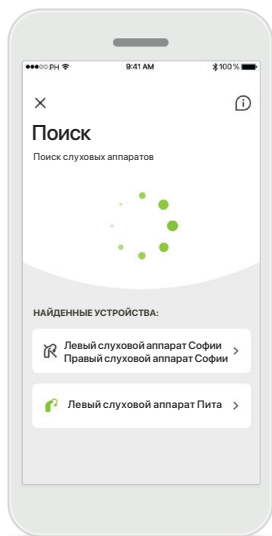 PH 9:41 AM 100 %
Поиск
Поиск слуховых аппаратов
НАЙДЕННЫЕ УСТРОЙСТВА:
Левый слуховой аппарат Софии
Правый слуховой аппарат Софии
Левый слуховой аппарат Пита